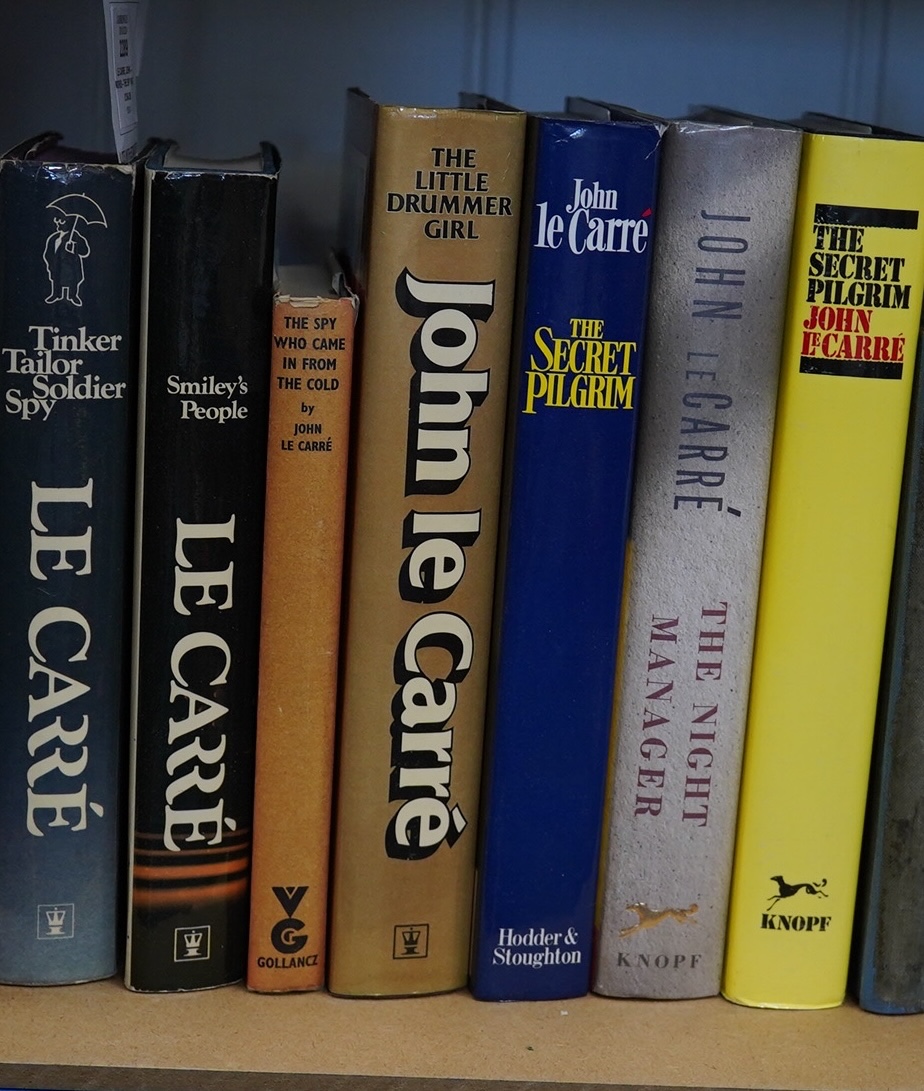 Tinker
Tailor
Soldier
Spy
LE CARRÉ
Smiley's
People
LE CARRÉ
THE SPY
WHO CAME
IN FROM
THE COLD
by
JOHN
LE CARRÉ
VG
GOLLANCZ
THE
LITTLE
DRUMMER
GIRL
John le Carré
John
le Carré
THE
SECRET
PILGRIM
Hodder &
Stoughton
JOHN LE CARRÉ
THE NIGHT
MANAGER
KNOPF
THE
SECRET
PILGRIM
JOHN
LE CARRÉ
KNOPF